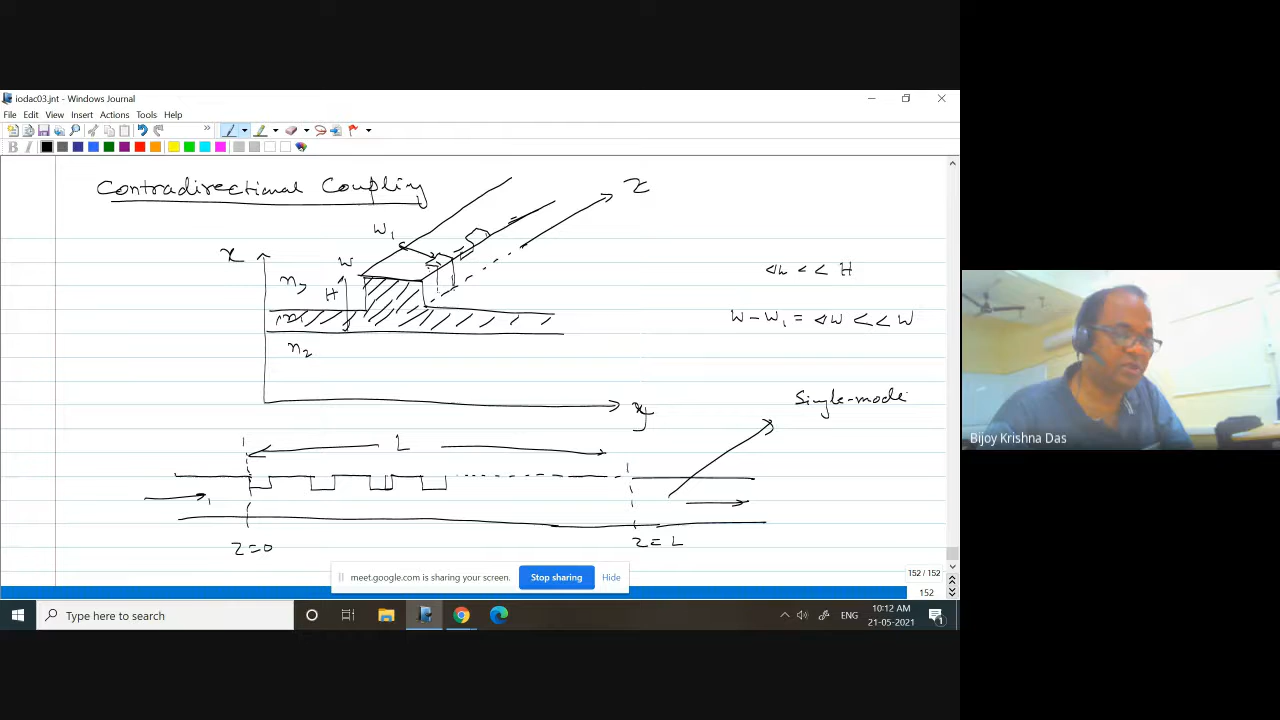 iodac03.jnt - Windows Journal
File Edit View Insert Actions Tools Help
Contradirectional Coupling
Z
W1
x
W
n3
H
n2
W - W1 = ΔW << W
y
Single-mode
L
z=0
z=L
Bijoy Krishna Das
meet.google.com is sharing your screen. Stop sharing Hide
152 / 152
152
Type here to search
ENG
10:12 AM
21-05-2021
1